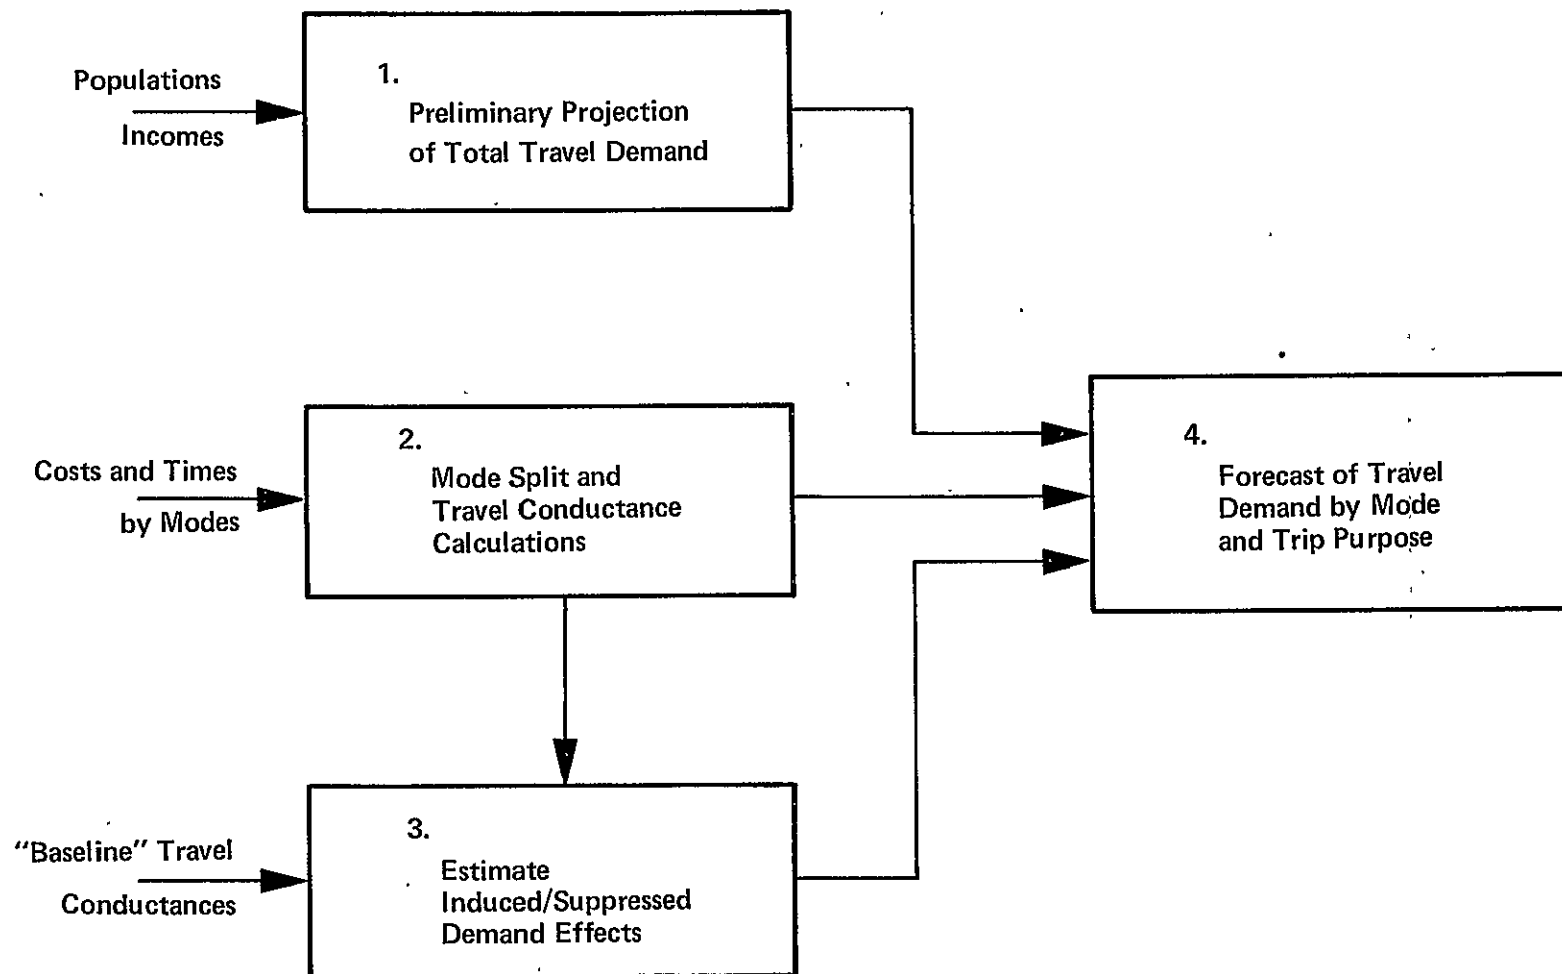 Populations
Incomes
1.
Preliminary Projection
of Total Travel Demand
Costs and Times
by Modes
2.
Mode Split and
Travel Conductance
Calculations
"Baseline" Travel
Conductances
3.
Estimate
Induced/Suppressed
Demand Effects
4.
Forecast of Travel
Demand by Mode
and Trip Purpose